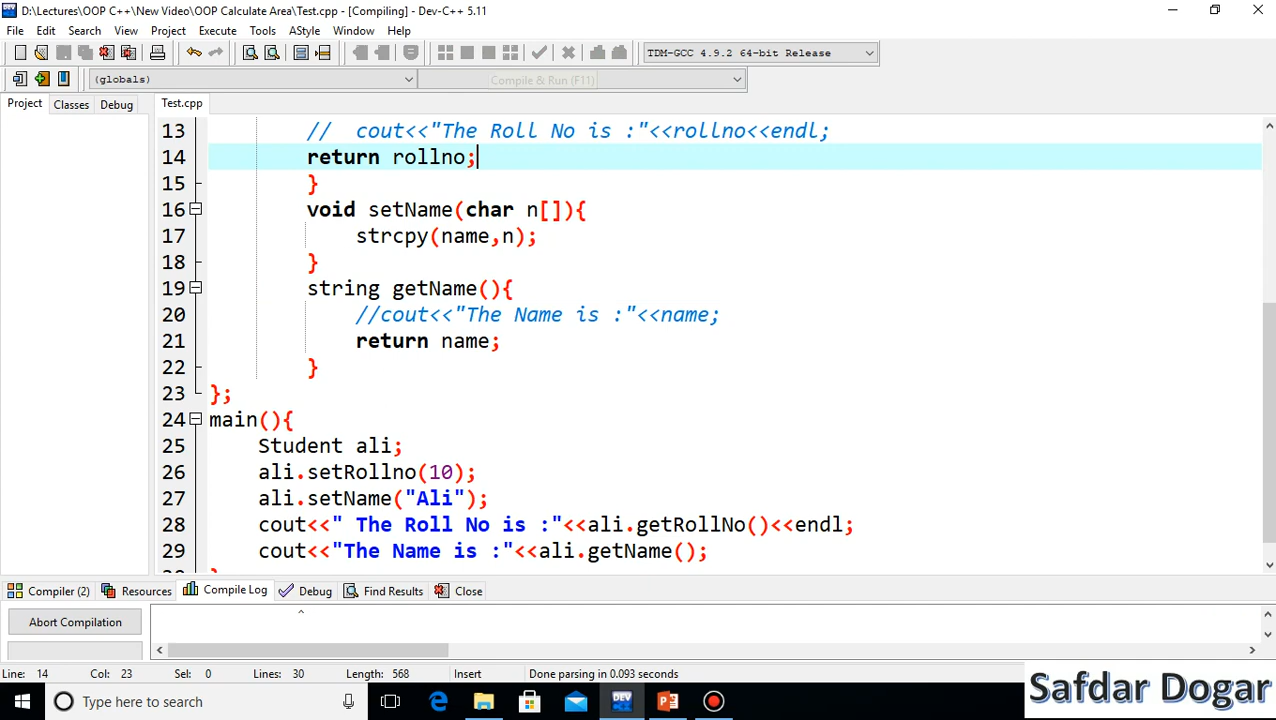 D:\Lectures\OOP C++\New Video\OOP Calculate Area\Test.cpp - [Compiling] - Dev-C++ 5.11
File Edit Search View Project Execute Tools AStyle Window Help
TDM-GCC 4.9.2 64-bit Release
(globals) Compile & Run (F11)
Project Classes Debug Test.cpp
13 // cout<<"The Roll No is :"<<rollno<<endl;
14 return rollno;
15 }
16 void setName(char n[]){
17 strcpy(name,n);
18 }
19 string getName(){
20 //cout<<"The Name is :"<<name;
21 return name;
22 }
23 };
24 main(){
25 Student ali;
26 ali.setRollno(10);
27 ali.setName("Ali");
28 cout<<" The Roll No is :"<<ali.getRollNo()<<endl;
29 cout<<"The Name is :"<<ali.getName();
Compiler (2) Resources Compile Log Debug Find Results Close
Abort Compilation
Line: 14 Col: 23 Sel: 0 Lines: 30 Length: 568 Insert Done parsing in 0.093 seconds
Type here to search
DEV
Safdar Dogar